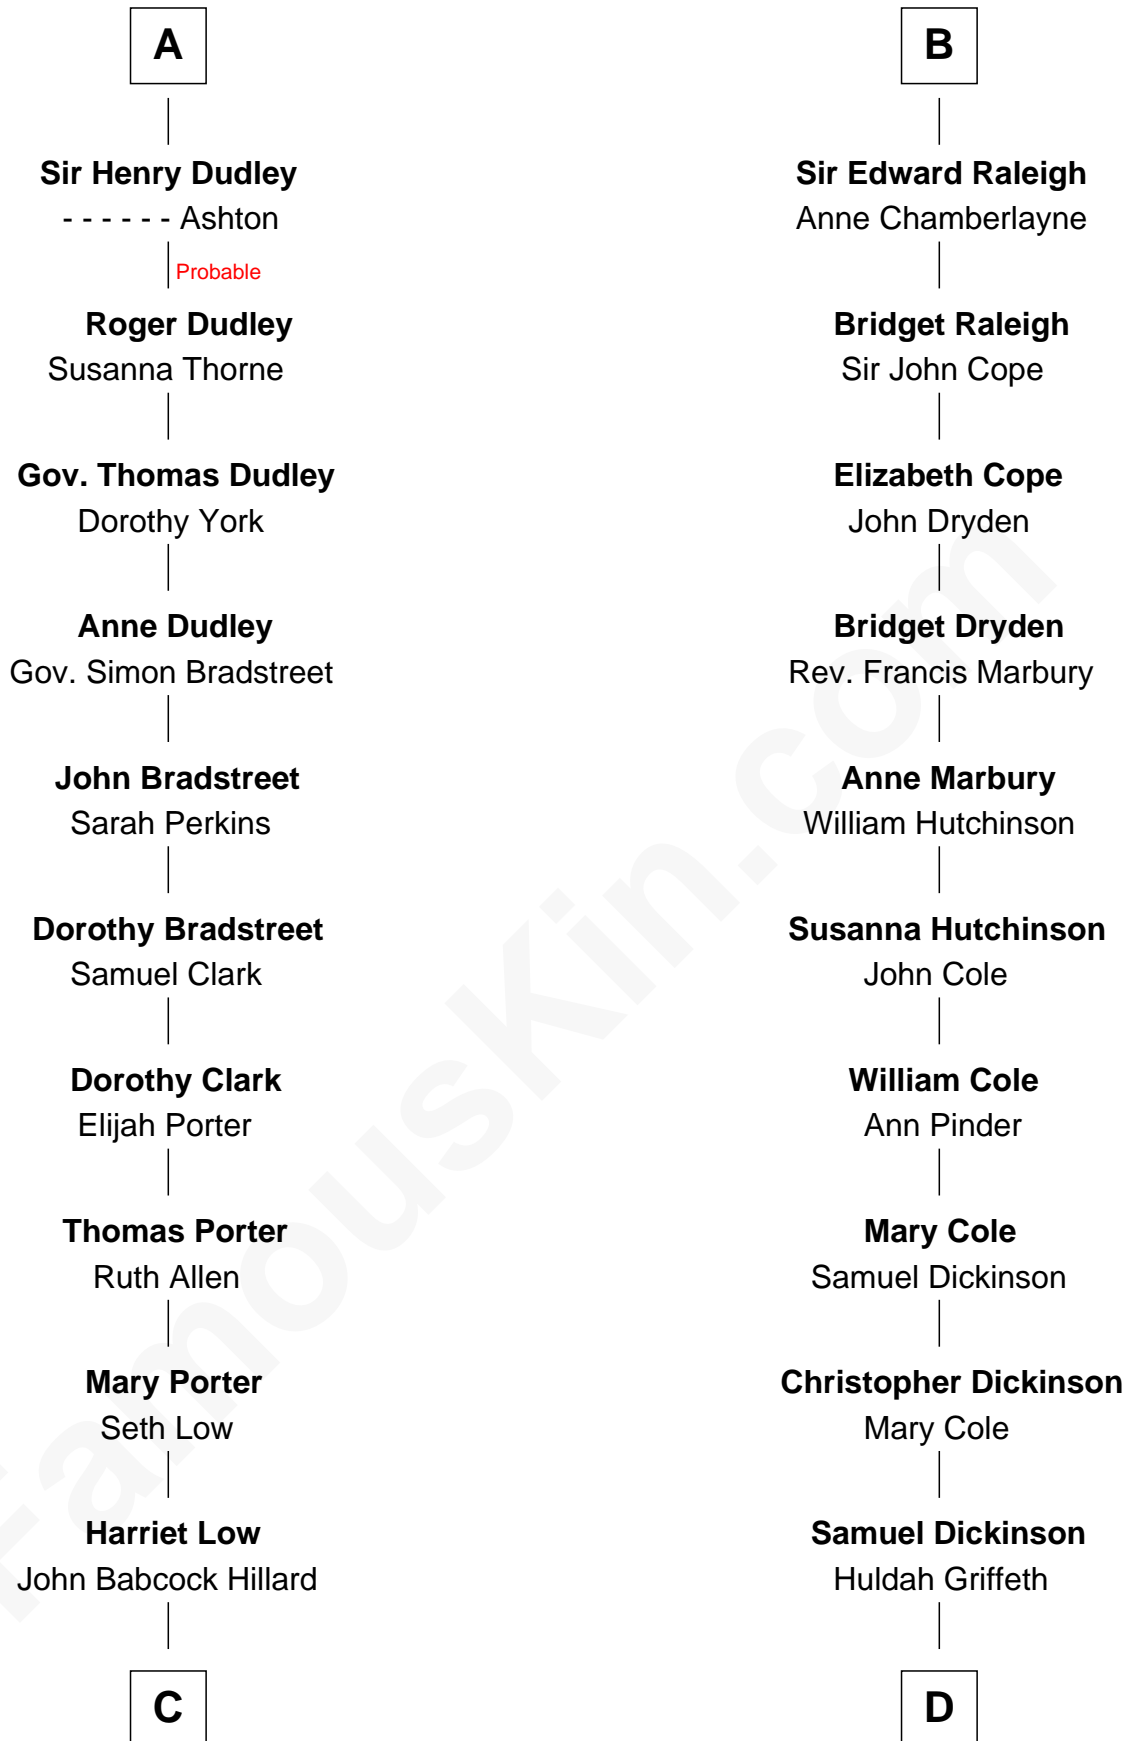 A
Sir Henry Dudley
- - - - - - Ashton
Probable
Roger Dudley
Susanna Thorne
Gov. Thomas Dudley
Dorothy York
Anne Dudley
Gov. Simon Bradstreet
John Bradstreet
Sarah Perkins
Dorothy Bradstreet
Samuel Clark
Dorothy Clark
Elijah Porter
Thomas Porter
Ruth Allen
Mary Porter
Seth Low
Harriet Low
John Babcock Hillard
C
B
Sir Edward Raleigh
Anne Chamberlayne
Bridget Raleigh
Sir John Cope
Elizabeth Cope
John Dryden
Bridget Dryden
Rev. Francis Marbury
Anne Marbury
William Hutchinson
Susanna Hutchinson
John Cole
William Cole
Ann Pinder
Mary Cole
Samuel Dickinson
Christopher Dickinson
Mary Cole
Samuel Dickinson
Huldah Griffeth
D
FamousKin.com